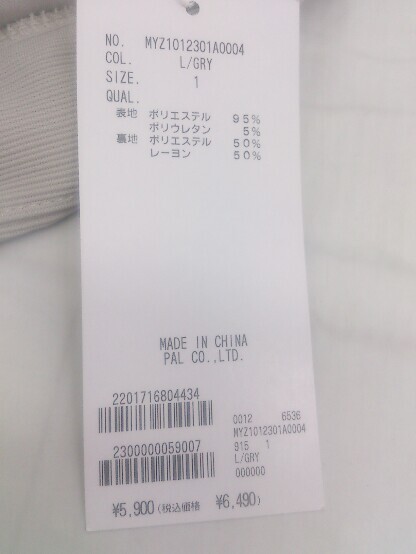 NO. MYZ1012301A0004
COL. L/GRY
SIZE. 1
QUAL.
表地 ポリエステル 95%
ポリウレタン 5%
裏地 ポリエステル 50%
レーヨン 50%
MADE IN CHINA
PAL CO.,LTD.
2201716804434
2300000059007
0012 6536
MYZ1012301A0004
915 1
L/GRY
000000
¥5,900(税込価格 ¥6,490)